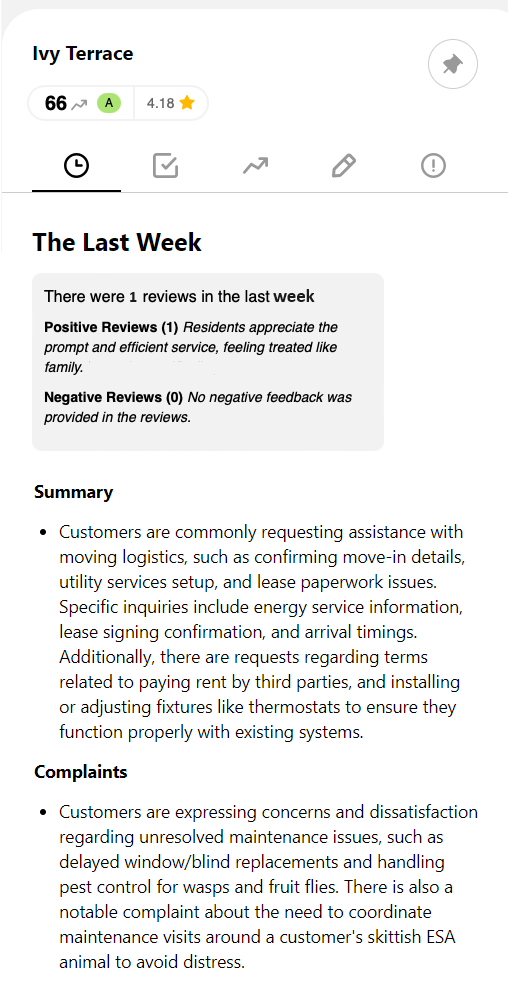 Ivy Terrace
66 A 4.18
The Last Week
There were 1 reviews in the last week
Positive Reviews (1) Residents appreciate the
prompt and efficient service, feeling treated like
family.
Negative Reviews (0) No negative feedback was
provided in the reviews.
Summary
• Customers are commonly requesting assistance with
moving logistics, such as confirming move-in details,
utility services setup, and lease paperwork issues.
Specific inquiries include energy service information,
lease signing confirmation, and arrival timings.
Additionally, there are requests regarding terms
related to paying rent by third parties, and installing
or adjusting fixtures like thermostats to ensure they
function properly with existing systems.
Complaints
• Customers are expressing concerns and dissatisfaction
regarding unresolved maintenance issues, such as
delayed window/blind replacements and handling
pest control for wasps and fruit flies. There is also a
notable complaint about the need to coordinate
maintenance visits around a customer's skittish ESA
animal to avoid distress.